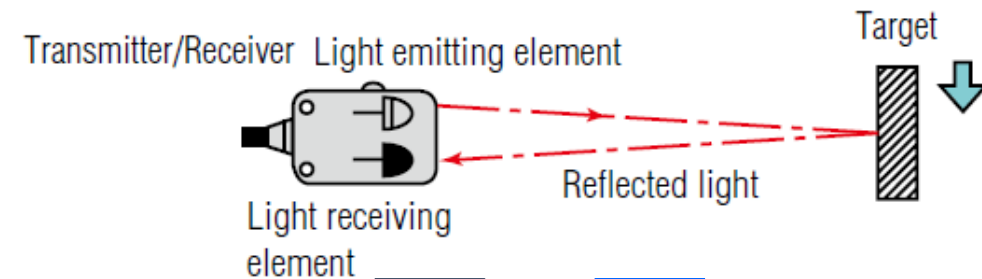 Target
Transmitter/Receiver Light emitting element
Reflected light
Light receiving
element